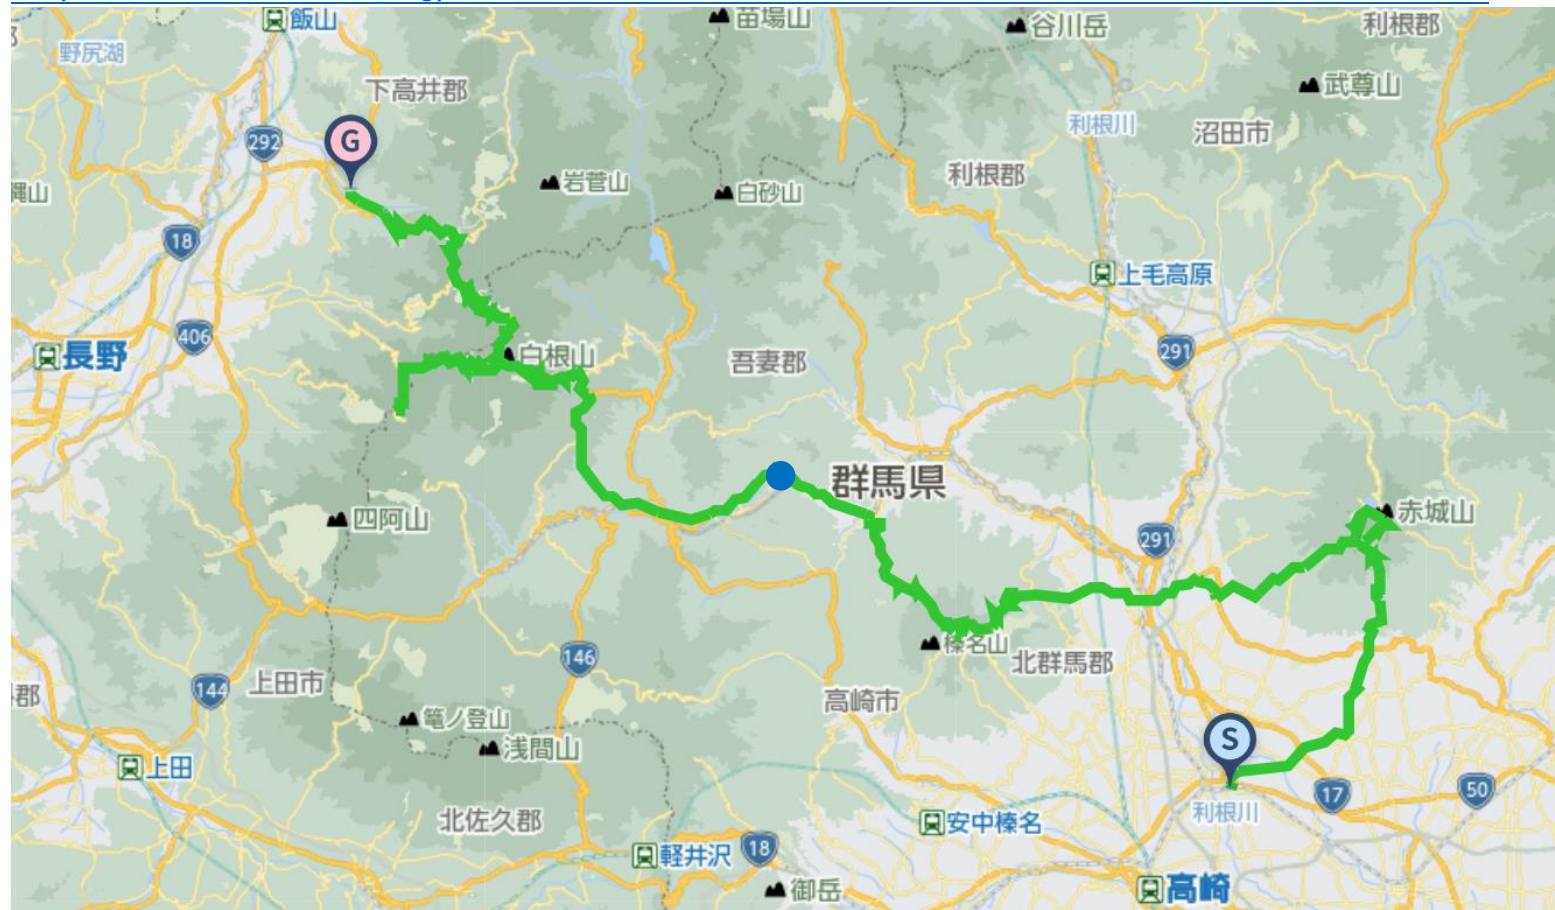 飯山
苗場山
谷川岳
利根郡
野尻湖
下高井郡
武尊山
利根川
沼田市
292
G
岩菅山
白砂山
利根郡
18
上毛高原
406
長野
白根山
吾妻郡
291
群馬県
四阿山
赤城山
291
榛名山
北群馬郡
146
144
上田市
高崎市
篭ノ登山
浅間山
S
上田
北佐久郡
17
50
利根川
安中榛名
軽井沢
18
御岳
高崎